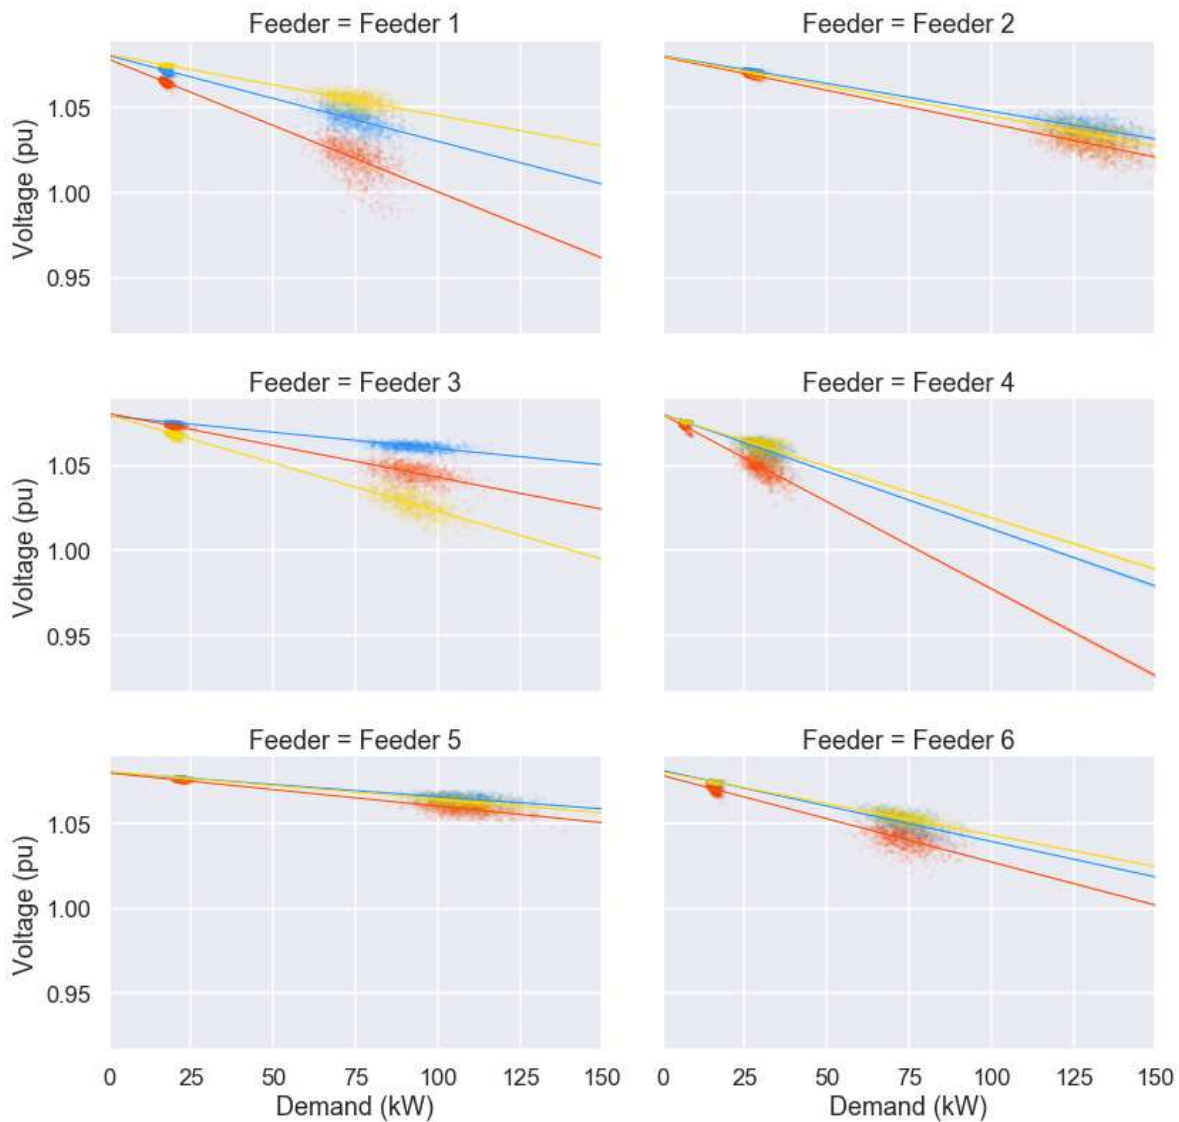 Feeder = Feeder 1
Feeder = Feeder 2
1.05
1.00
0.95
Voltage (pu)
Feeder = Feeder 3
Feeder = Feeder 4
1.05
1.00
0.95
Voltage (pu)
Feeder = Feeder 5
Feeder = Feeder 6
1.05
1.00
0.95
Voltage (pu)
0 25 50 75 100 125 150
0 25 50 75 100 125 150
Demand (kW)
Demand (kW)